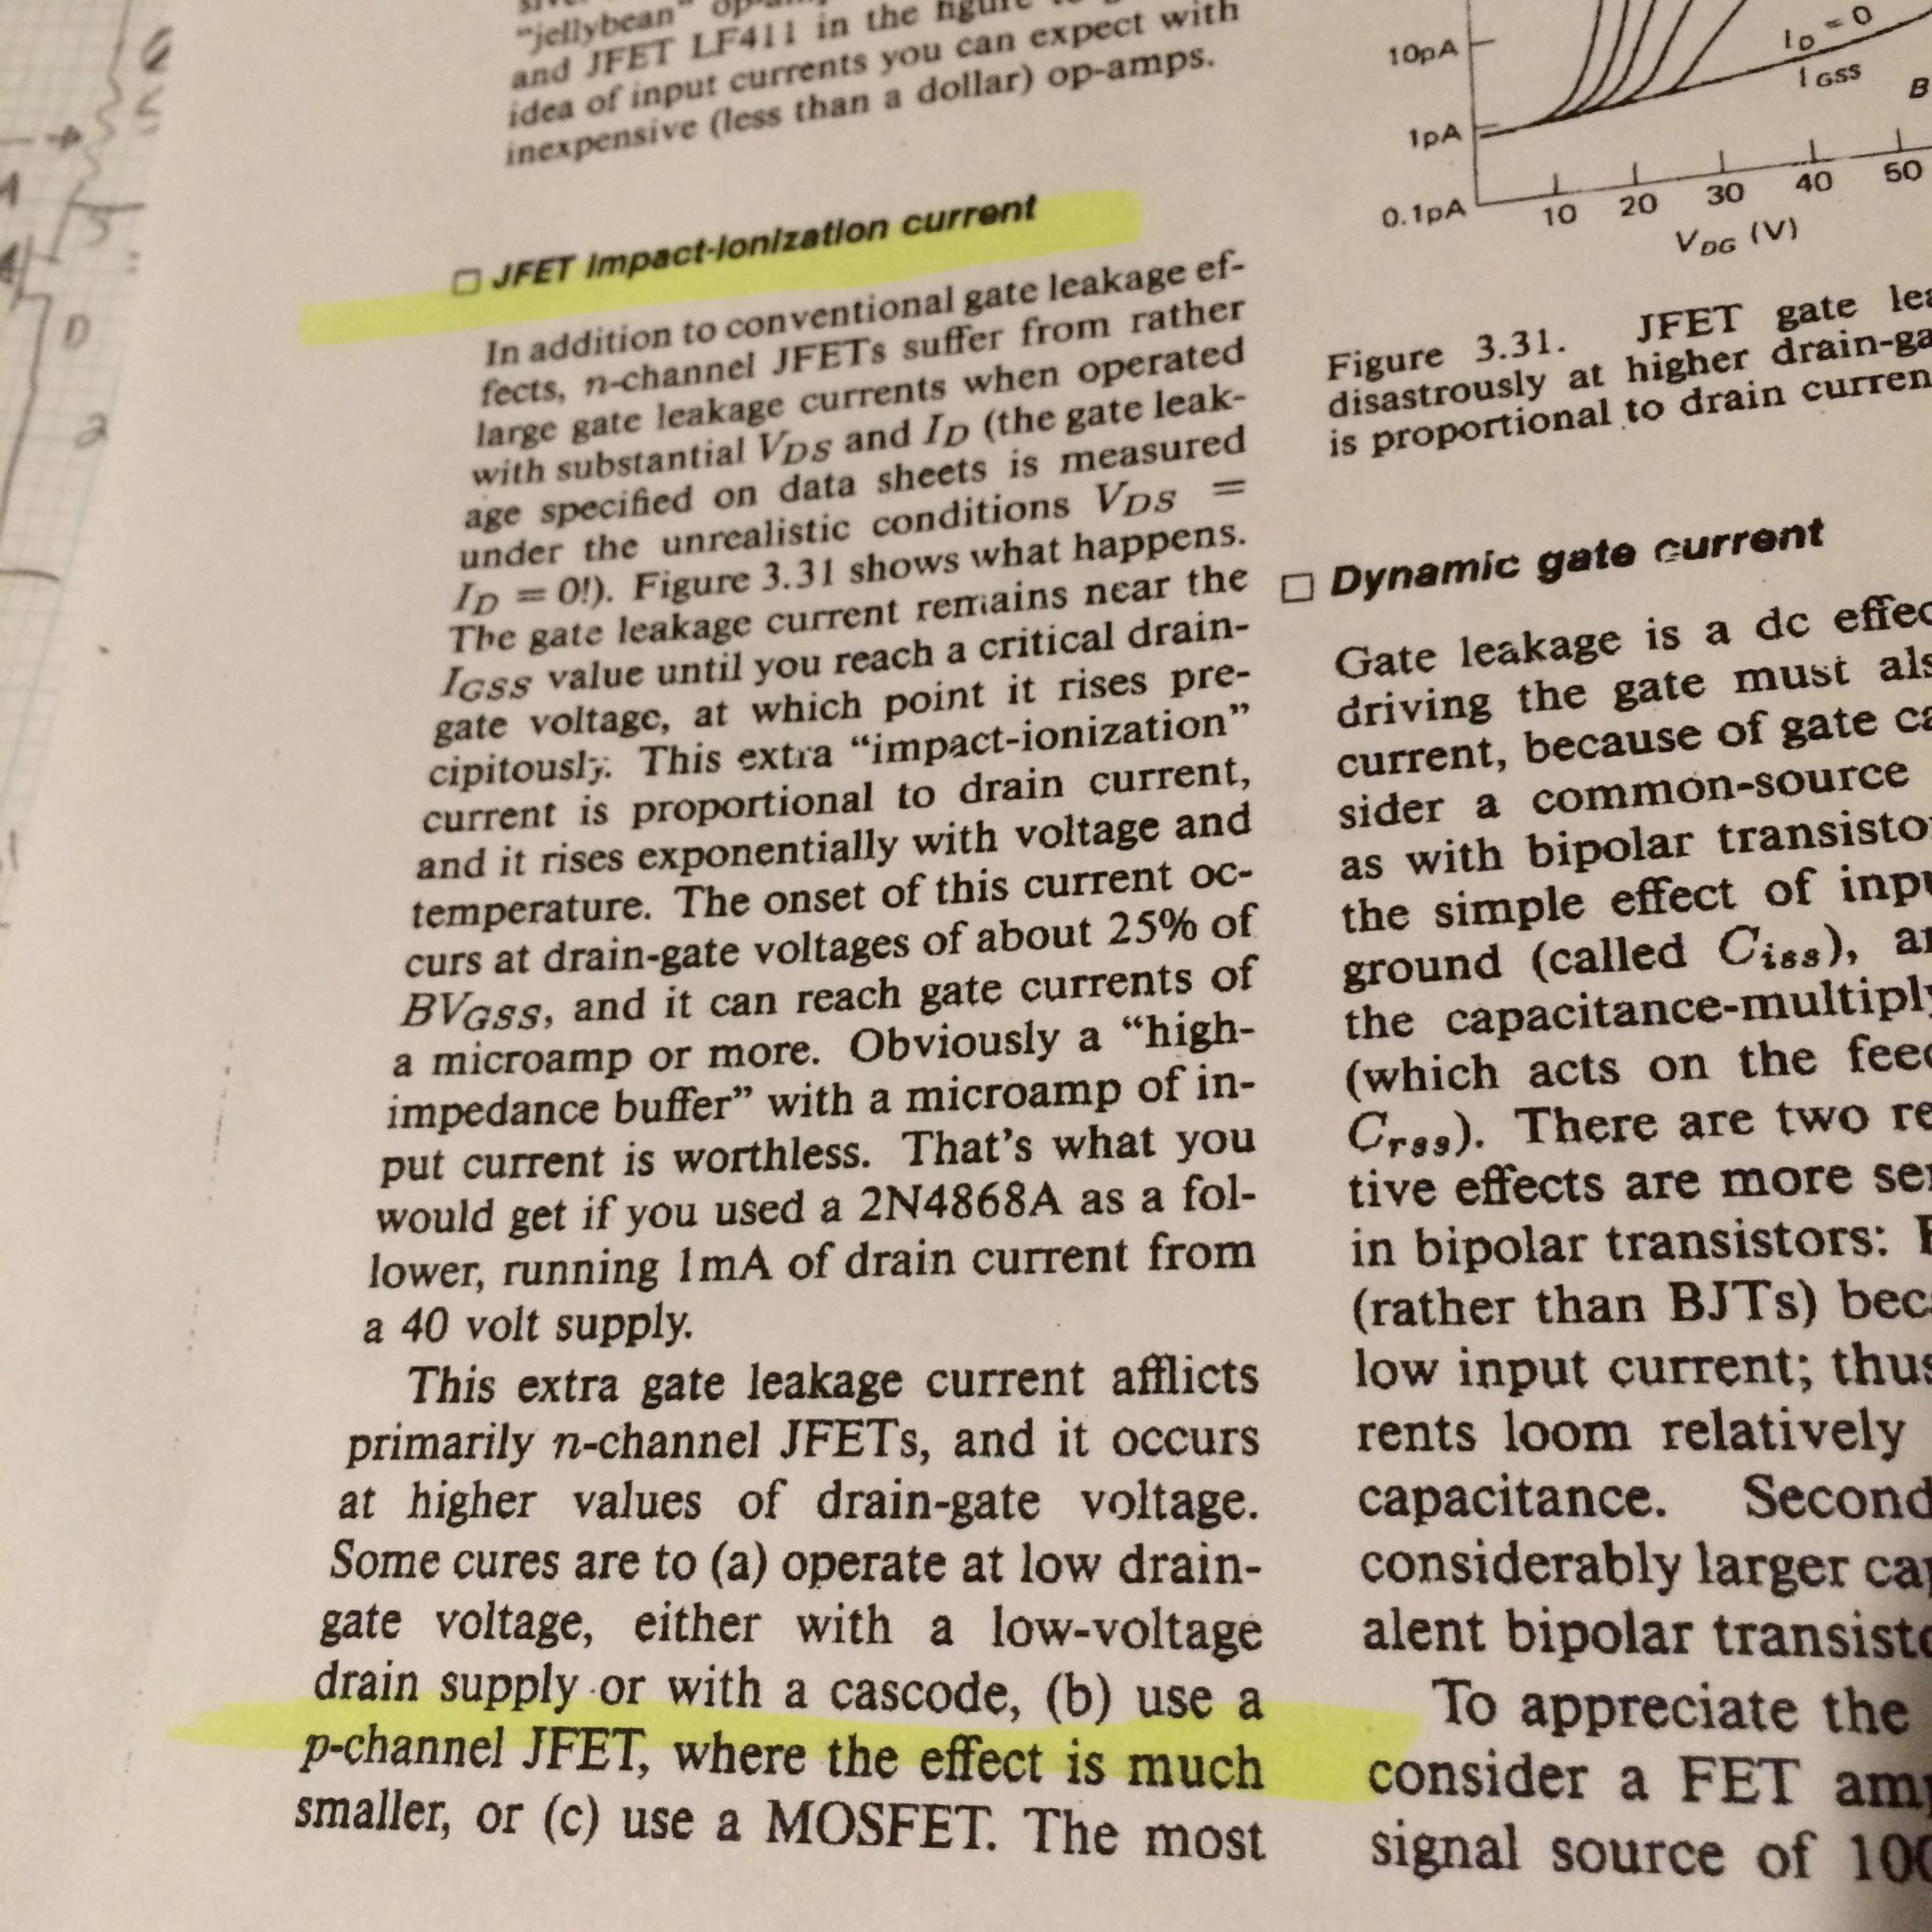 "jellybean"
and JFET LF411 in the figure
idea of input currents you can expect with
inexpensive (less than a dollar) op-amps.
□ JFET impact-ionization current
In addition to conventional gate leakage ef-
fects, n-channel JFETs suffer from rather
large gate leakage currents when operated
with substantial VDS and ID (the gate leak-
age specified on data sheets is measured
under the unrealistic conditions VDS =
ID = 0!). Figure 3.31 shows what happens.
The gate leakage current remains near the
IGSS value until you reach a critical drain-
gate voltage, at which point it rises pre-
cipitously. This extra “impact-ionization”
current is proportional to drain current,
and it rises exponentially with voltage and
temperature. The onset of this current oc-
curs at drain-gate voltages of about 25% of
BVGSS, and it can reach gate currents of
a microamp or more. Obviously a “high-
impedance buffer” with a microamp of in-
put current is worthless. That's what you
would get if you used a 2N4868A as a fol-
lower, running 1mA of drain current from
a 40 volt supply.
This extra gate leakage current afflicts
primarily n-channel JFETs, and it occurs
at higher values of drain-gate voltage.
Some cures are to (a) operate at low drain-
gate voltage, either with a low-voltage
drain supply or with a cascode, (b) use a
p-channel JFET, where the effect is much
smaller, or (c) use a MOSFET. The most
10pA
ID = 0
IGSS
B
1pA
0.1pA
10 20 30 40 50
VDG (V)
Figure 3.31. JFET gate
disastrously at higher
is proportional to drain
□ Dynamic gate current
Gate leakage is a dc
driving the gate must
current, because of gate
sider a common-source
as with bipolar
the simple effect of
ground (called Ciss),
the
(which acts on the
Crss). There are two
tive effects are more
in bipolar transistors:
(rather than BJTs)
low input current;
rents loom relatively
capacitance. Second
considerably larger
alent bipolar
To appreciate the
consider a FET
signal source of
D
2
5